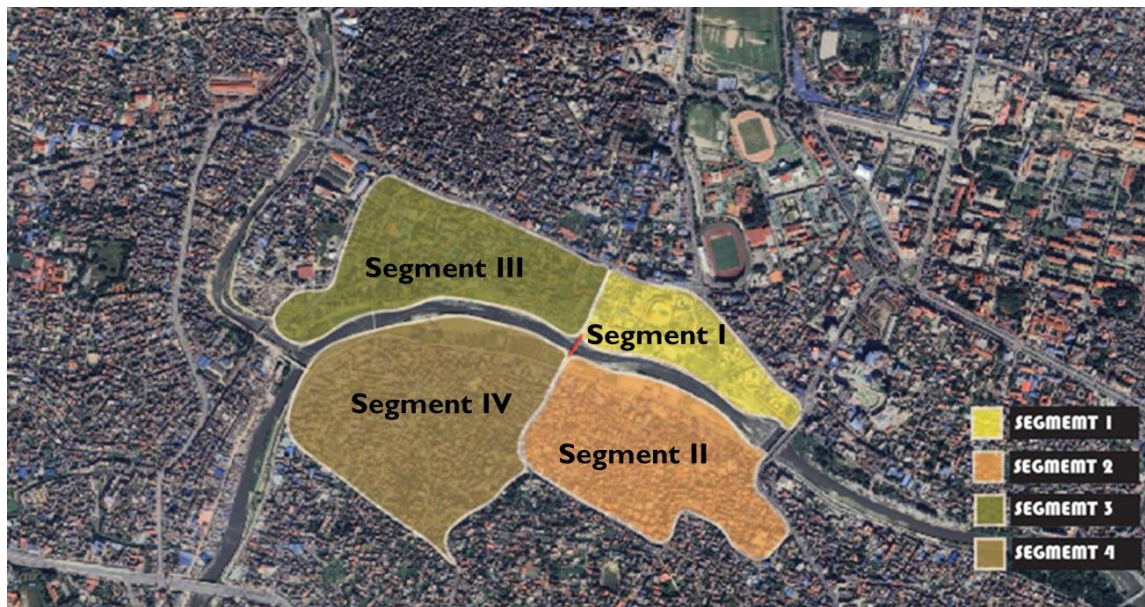 Segment III
Segment I
Segment IV
Segment II
SEGMEMT 1
SEGMEMT 2
SEGMEMT 3
SEGMEMT 4